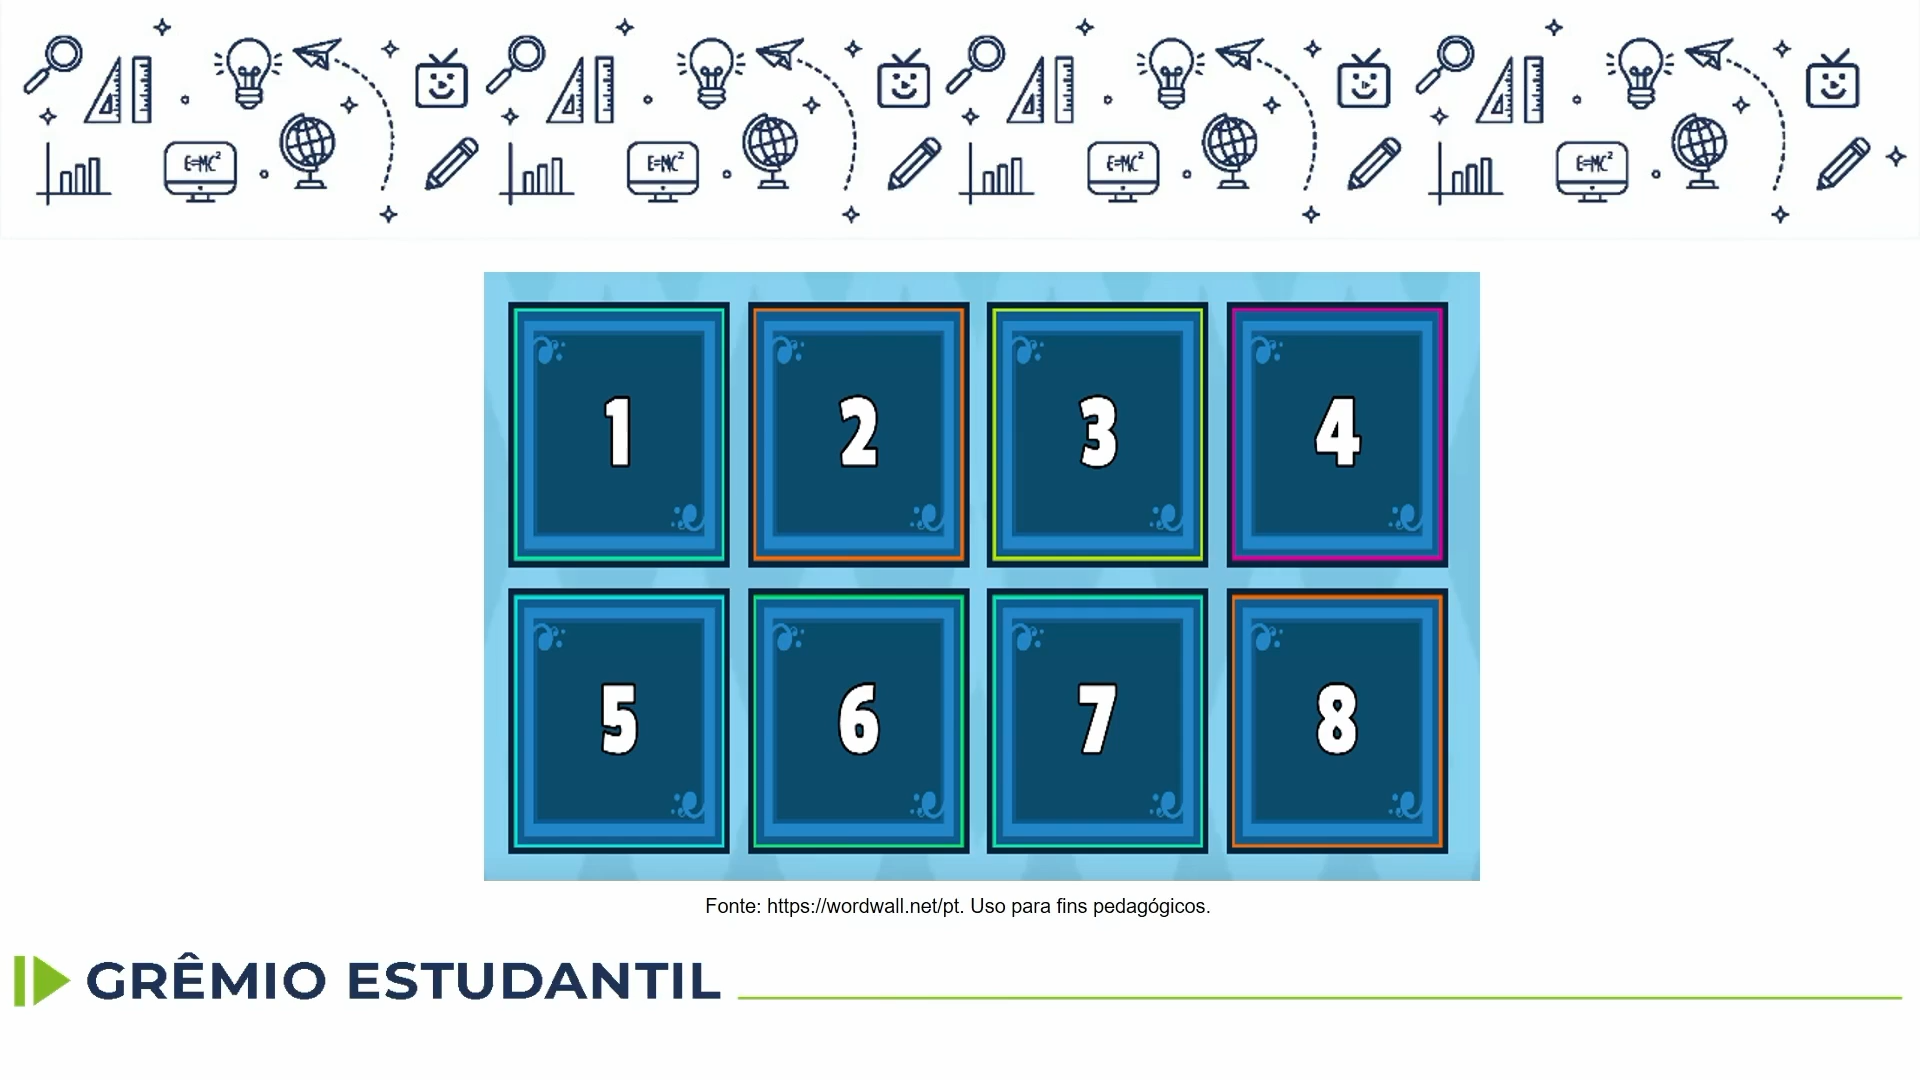 E=MC² E=MC² E=MC² E=MC²
1 2 3 4
5 6 7 8
Fonte: https://wordwall.net/pt. Uso para fins pedagógicos.
GRÊMIO ESTUDANTIL